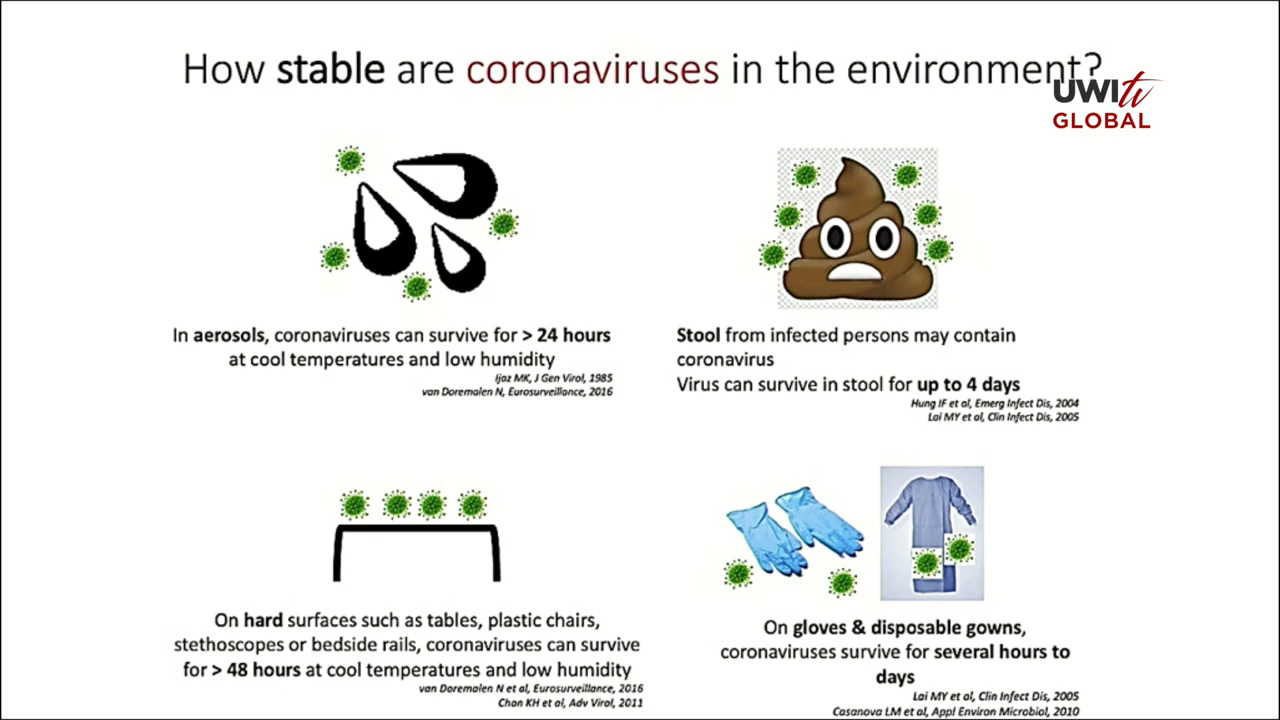 How stable are coronaviruses in the environment?
UWItv
GLOBAL
In aerosols, coronaviruses can survive for > 24 hours
at cool temperatures and low humidity
Ijaz MK, J Gen Virol, 1985
van Doremalen N, Eurosurveillance, 2016
Stool from infected persons may contain
coronavirus
Virus can survive in stool for up to 4 days
Hung IF et al, Emerg Infect Dis, 2004
Lai MY et al, Clin Infect Dis, 2005
On hard surfaces such as tables, plastic chairs,
stethoscopes or bedside rails, coronaviruses can survive
for > 48 hours at cool temperatures and low humidity
van Doremalen N et al, Eurosurveillance, 2016
Chan KH et al, Adv Virol, 2011
On gloves & disposable gowns,
coronaviruses survive for several hours to
days
Lai MY et al, Clin Infect Dis, 2005
Casanova LM et al, Appl Environ Microbiol, 2010